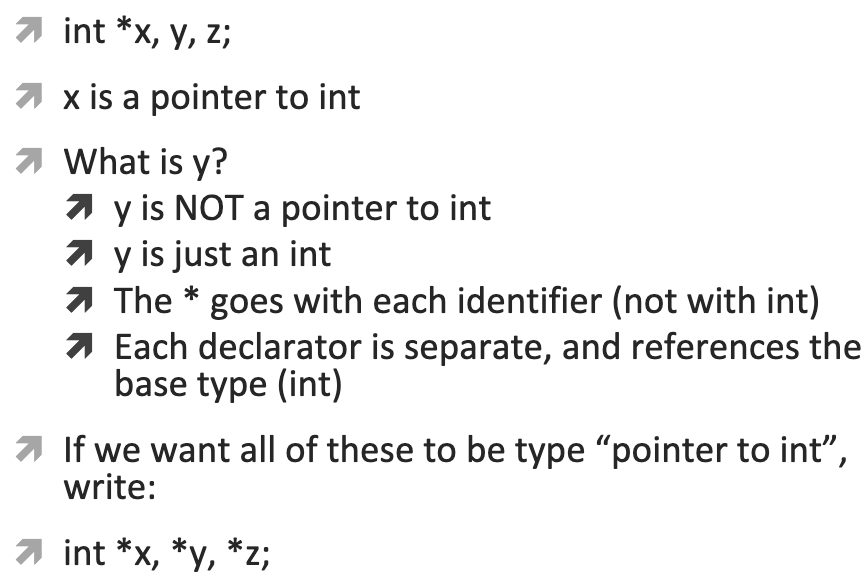 int *x, y, z;
x is a pointer to int
What is y?
y is NOT a pointer to int
y is just an int
The * goes with each identifier (not with int)
Each declarator is separate, and references the
base type (int)
If we want all of these to be type “pointer to int”,
write:
int *x, *y, *z;